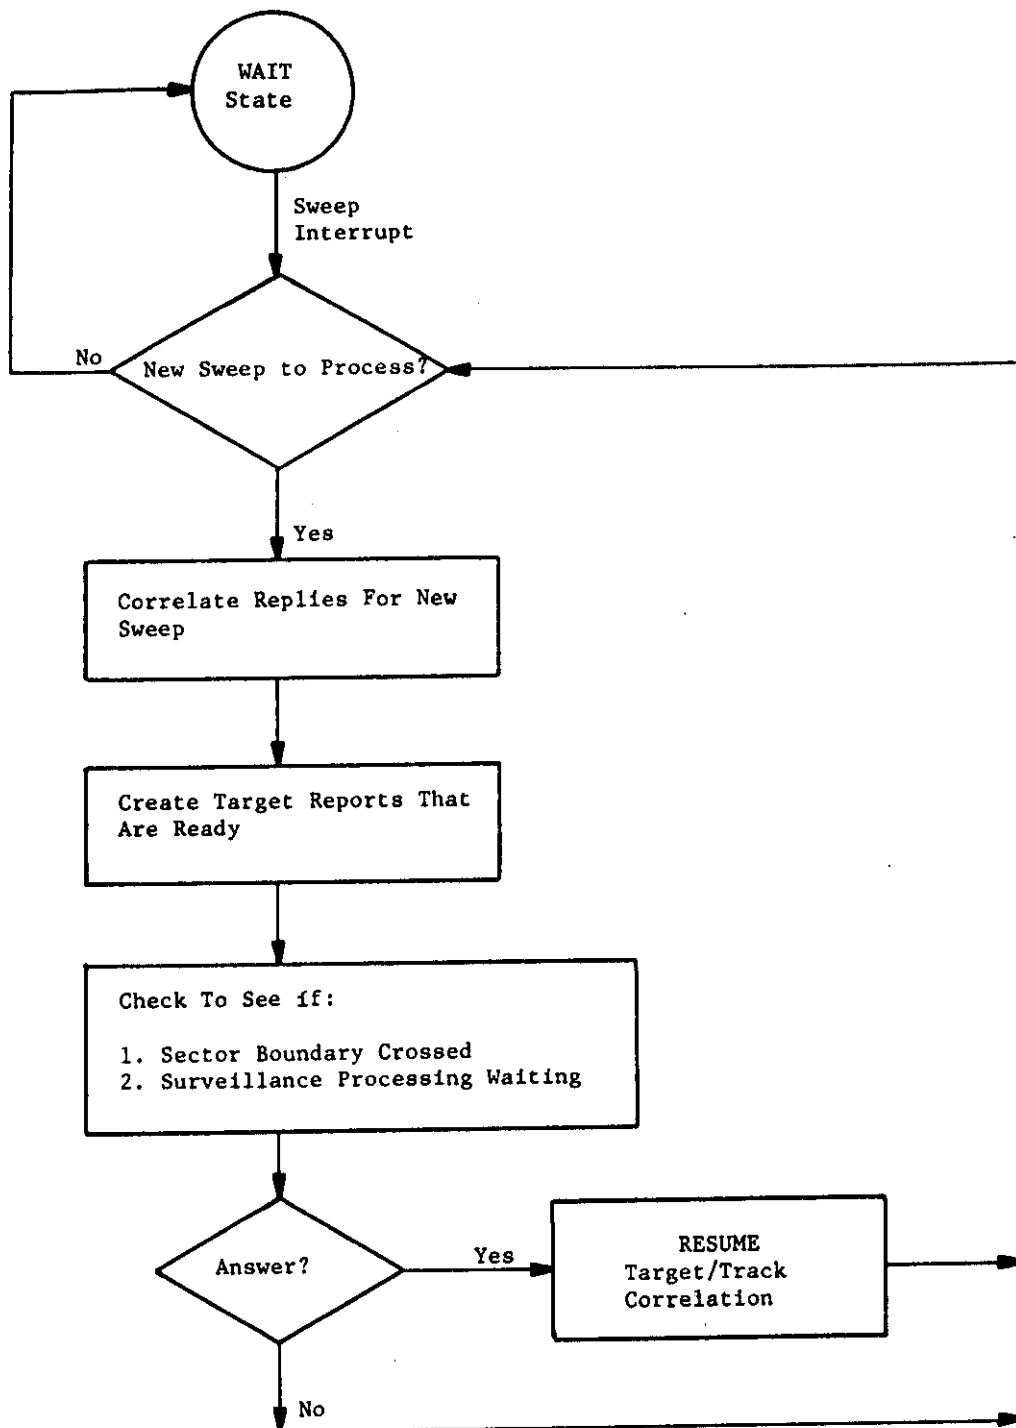 WAIT
State
Sweep
Interrupt
No
New Sweep to Process?
Yes
Correlate Replies For New
Sweep
Create Target Reports That
Are Ready
Check To See if:
1. Sector Boundary Crossed
2. Surveillance Processing Waiting
Answer?
Yes
RESUME
Target/Track
Correlation
No